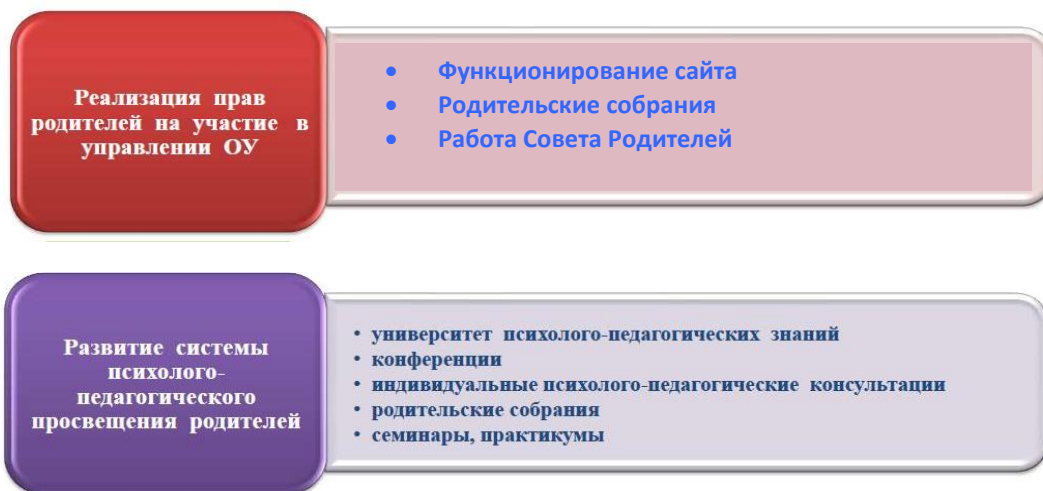 Реализация прав
родителей на участие в
управлении ОУ
• Функционирование сайта
• Родительские собрания
• Работа Совета Родителей
Развитие системы
психолого-
педагогического
просвещения родителей
• университет психолого-педагогических знаний
• конференции
• индивидуальные психолого-педагогические консультации
• родительские собрания
• семинары, практикумы